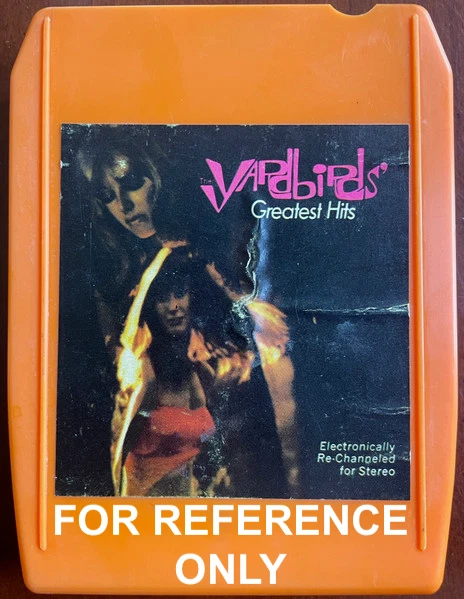 The YARDBIRDS'
Greatest Hits
Electronically
Re-Channeled
for Stereo
FOR REFERENCE
ONLY